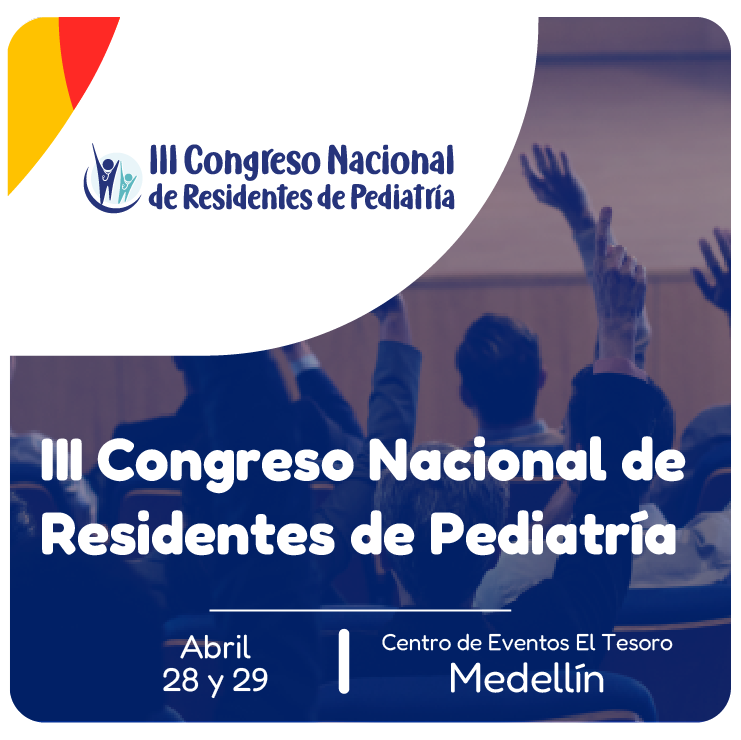 III Congreso Nacional
de Residentes de Pediatría
III Congreso Nacional de
Residentes de Pediatría
Abril
28 y 29
Centro de Eventos El Tesoro
Medellín